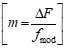 [m = ΔF / f_mod]